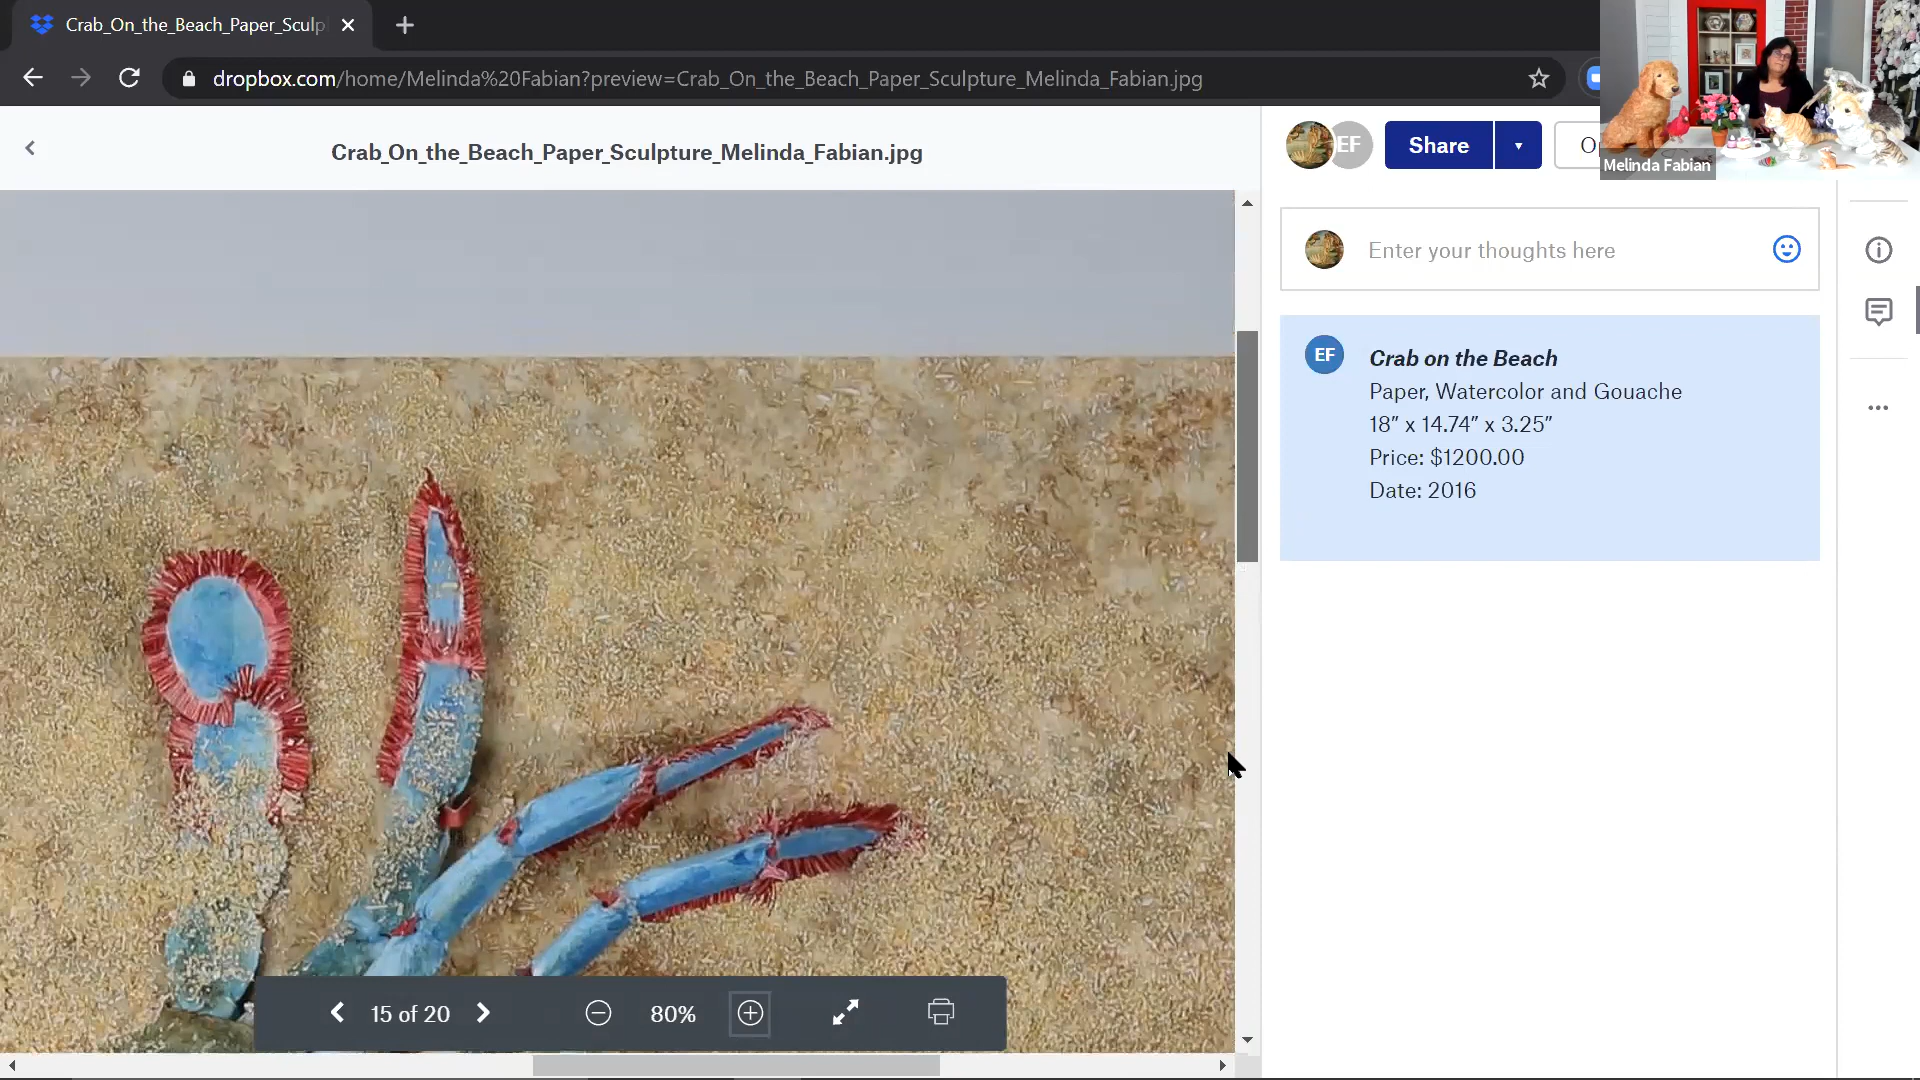 Crab_On_the_Beach_Paper_Sculp
dropbox.com/home/Melinda%20Fabian?preview=Crab_On_the_Beach_Paper_Sculpture_Melinda_Fabian.jpg
Crab_On_the_Beach_Paper_Sculpture_Melinda_Fabian.jpg
EF
Share
O
Melinda Fabian
Enter your thoughts here
EF
Crab on the Beach
Paper, Watercolor and Gouache
18” x 14.74” x 3.25”
Price: $1200.00
Date: 2016
15 of 20
80%